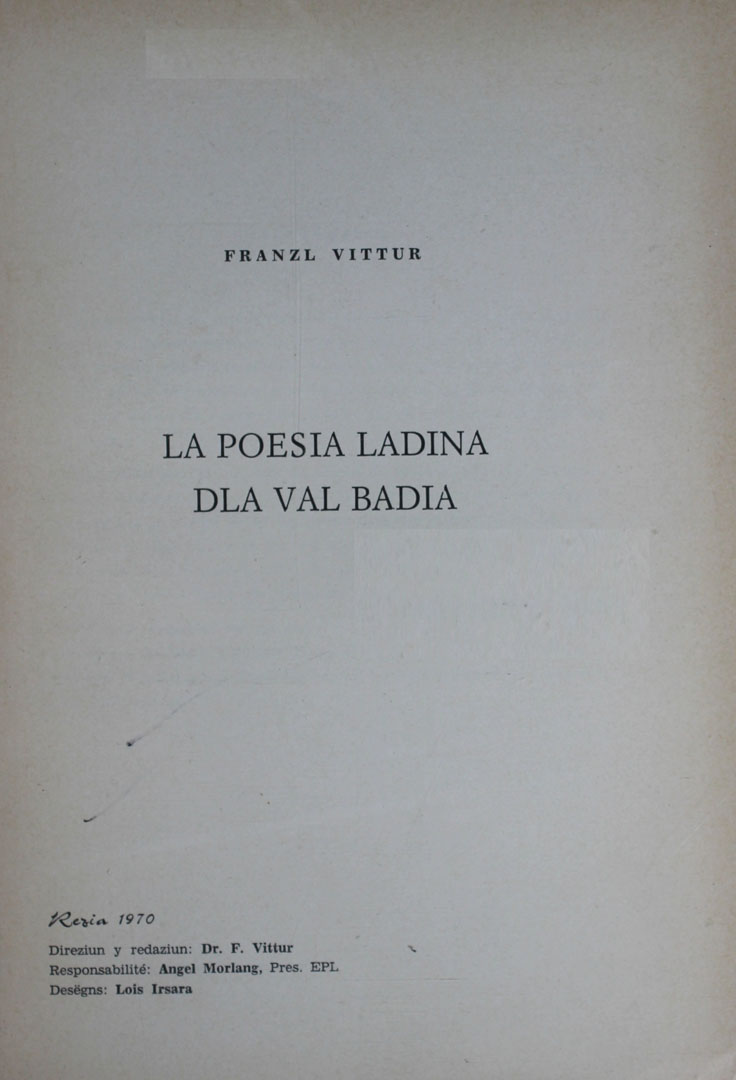 FRANZL VITTUR
LA POESIA LADINA
DLA VAL BADIA
Rezia 1970
Direziun y redaziun: Dr. F. Vittur
Responsabilité: Angel Morlang, Pres. EPL
Desëgns: Lois Irsara